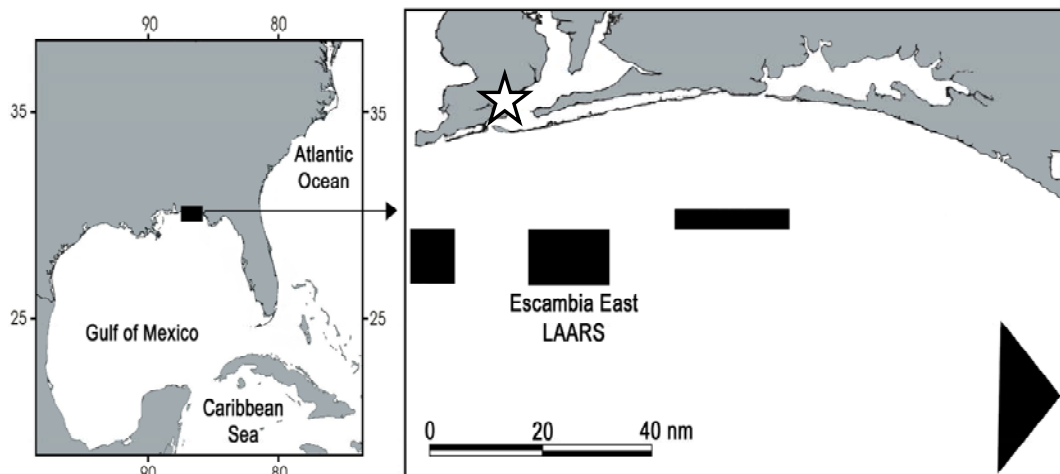 90 80
35 35
Atlantic
Ocean
25 25
Gulf of Mexico
Caribbean
Sea
90 80
Escambia East
LAARS
0 20 40 nm